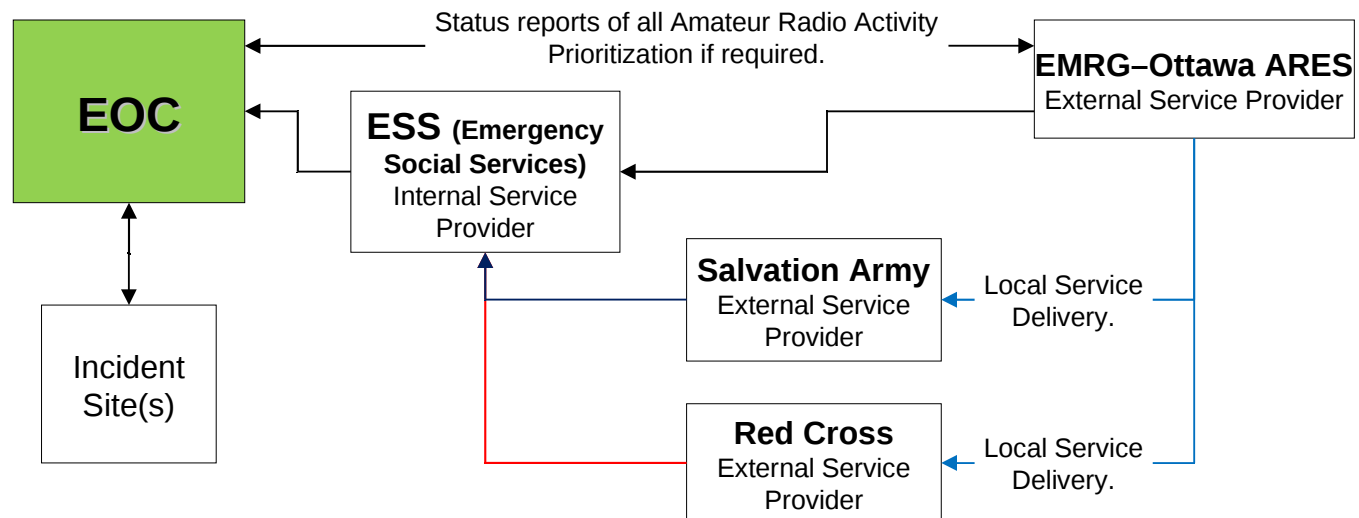 Status reports of all Amateur Radio Activity
Prioritization if required.
EOC
EMRG–Ottawa ARES
External Service Provider
ESS (Emergency
Social Services)
Internal Service
Provider
Salvation Army
External Service
Provider
Local Service
Delivery.
Incident
Site(s)
Red Cross
External Service
Provider
Local Service
Delivery.